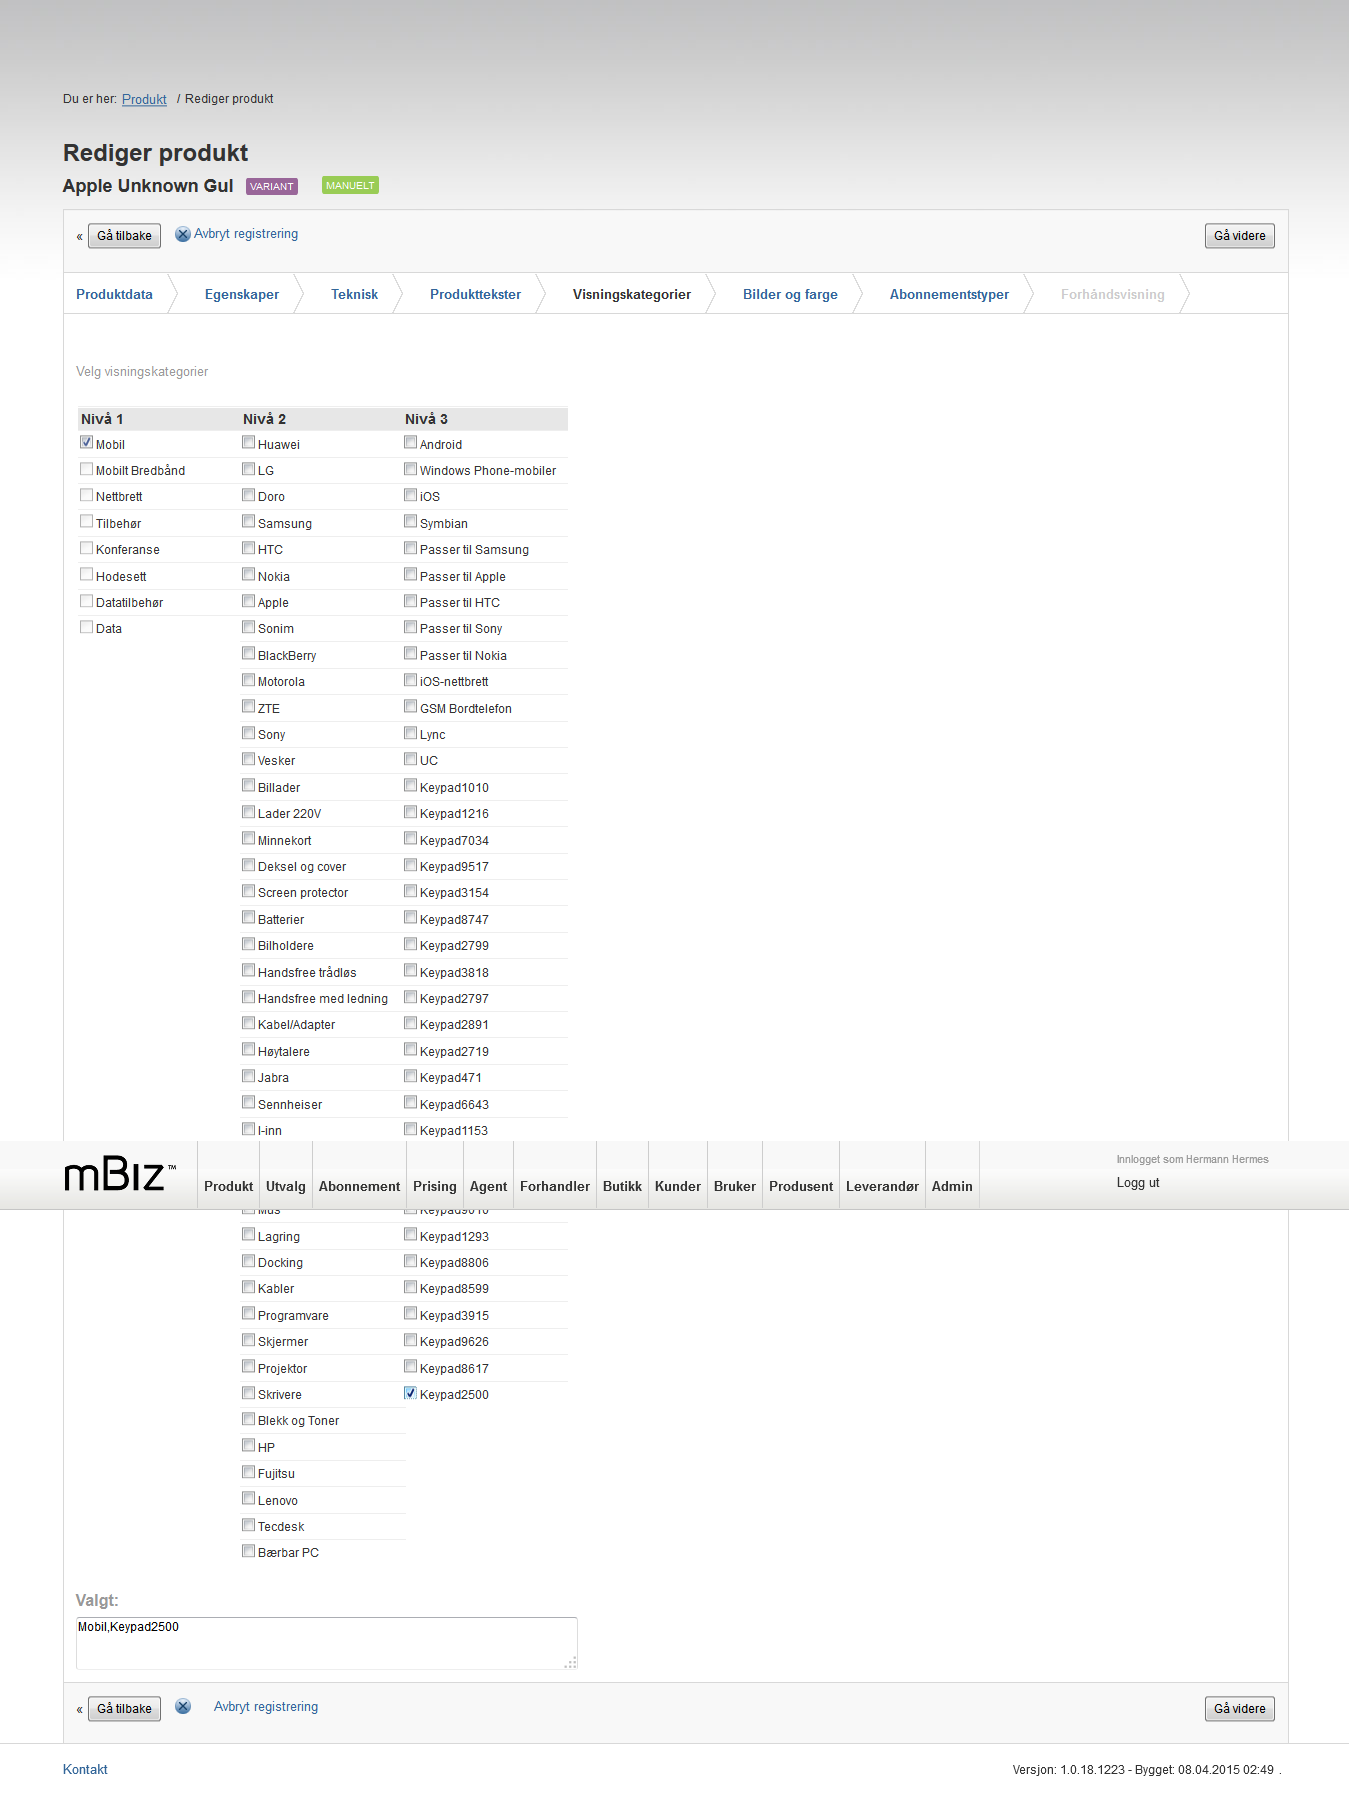 Du er her: Produkt / Rediger produkt
Rediger produkt
Apple Unknown Gul VARIANT MANUELT
« Gå tilbake Avbryt registrering Gå videre
Produktdata Egenskaper Teknisk Produkttekster Visningskategorier Bilder og farge Abonnementstyper Forhåndsvisning
Velg visningskategorier
Nivå 1 Nivå 2 Nivå 3
Mobil Huawei Android
Mobilt Bredbånd LG Windows Phone-mobiler
Nettbrett Doro iOS
Tilbehør Samsung Symbian
Konferanse HTC Passer til Samsung
Hodesett Nokia Passer til Apple
Datatilbehør Apple Passer til HTC
Data Sonim Passer til Sony
BlackBerry Passer til Nokia
Motorola iOS-nettbrett
ZTE GSM Bordtelefon
Sony Lync
Vesker UC
Billader Keypad1010
Lader 220V Keypad1216
Minnekort Keypad7034
Deksel og cover Keypad9517
Screen protector Keypad3154
Batterier Keypad8747
Bilholdere Keypad2799
Handsfree trådløs Keypad3818
Handsfree med ledning Keypad2797
Kabel/Adapter Keypad2891
Høytalere Keypad2719
Jabra Keypad471
Sennheiser Keypad6643
I-inn Keypad1153
mBiz™ Produkt Utvalg Abonnement Prising Agent Forhandler Butikk Kunder Bruker Produsent Leverandør Admin
Innlogget som Hermann Hermes
Logg ut
Mus
Lagring Keypad1293
Docking Keypad8806
Kabler Keypad8599
Programvare Keypad3915
Skjermer Keypad9626
Projektor Keypad8617
Skrivere Keypad2500
Blekk og Toner
HP
Fujitsu
Lenovo
Tecdesk
Bærbar PC
Valgt:
Mobil,Keypad2500
« Gå tilbake Avbryt registrering Gå videre
Kontakt Versjon: 1.0.18.1223 - Bygget: 08.04.2015 02:49 .